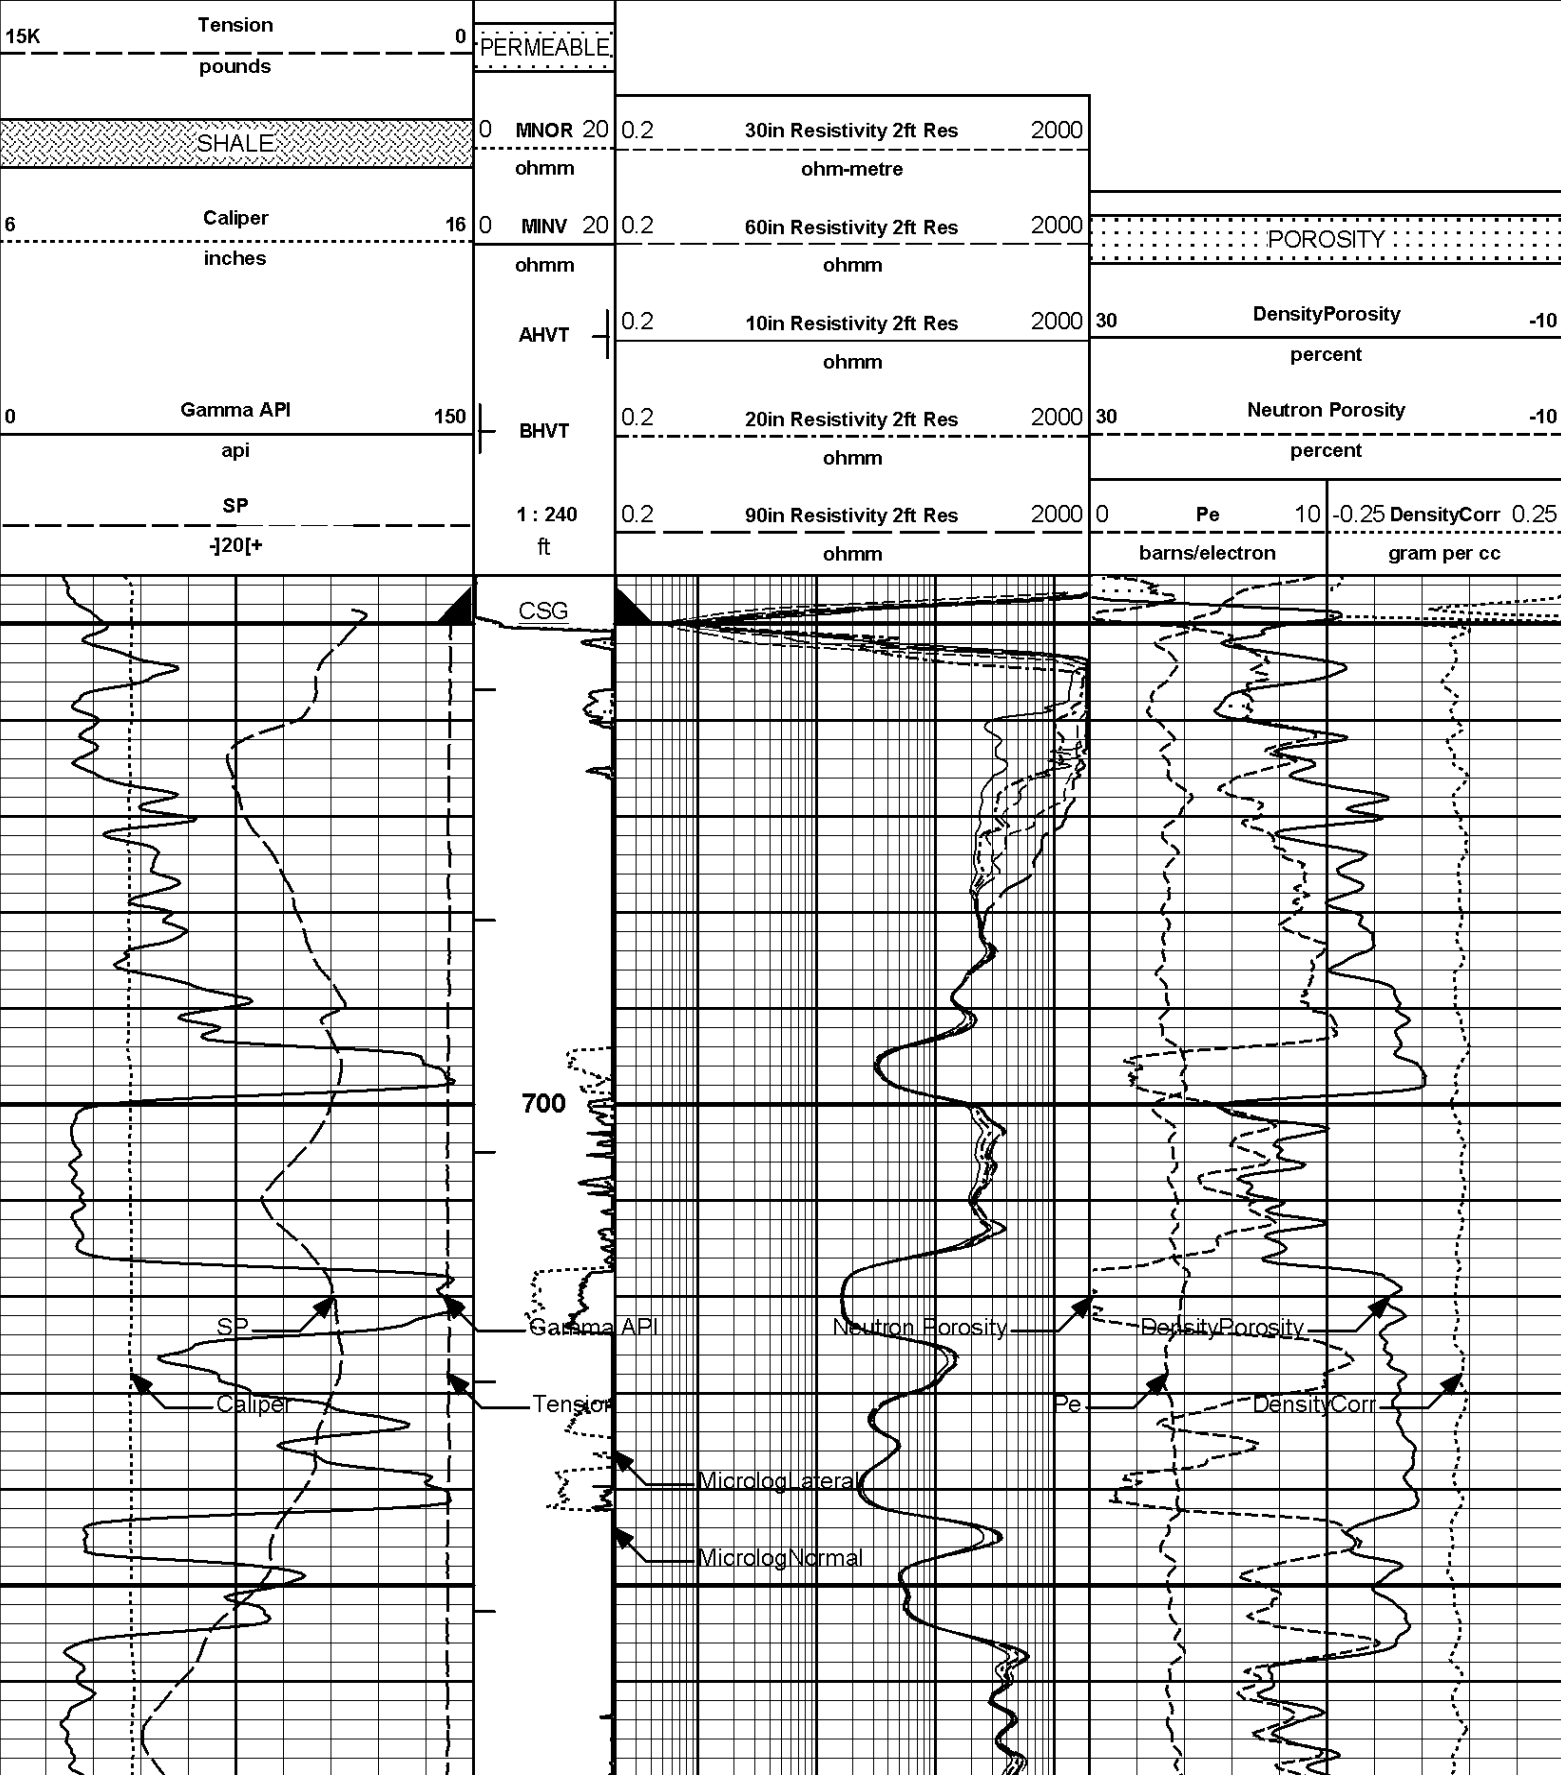 Tension
15K 0
pounds
SHALE
Caliper
6 16
inches
Gamma API
0 150
api
SP
-]20[+
PERMEABLE
0 MNOR 20
ohmm
0 MINV 20
ohmm
AHVT
BHVT
1 : 240
ft
0.2 30in Resistivity 2ft Res 2000
ohm-metre
0.2 60in Resistivity 2ft Res 2000
ohmm
0.2 10in Resistivity 2ft Res 2000
ohmm
0.2 20in Resistivity 2ft Res 2000
ohmm
0.2 90in Resistivity 2ft Res 2000
ohmm
POROSITY
DensityPorosity
30 -10
percent
Neutron Porosity
30 -10
percent
0 Pe 10
barns/electron
-0.25 DensityCorr 0.25
gram per cc
CSG
700
SP
Gamma API
Neutron Porosity
DensityPorosity
Caliper
Tension
Pe
DensityCorr
MicrologLateral
MicrologNormal